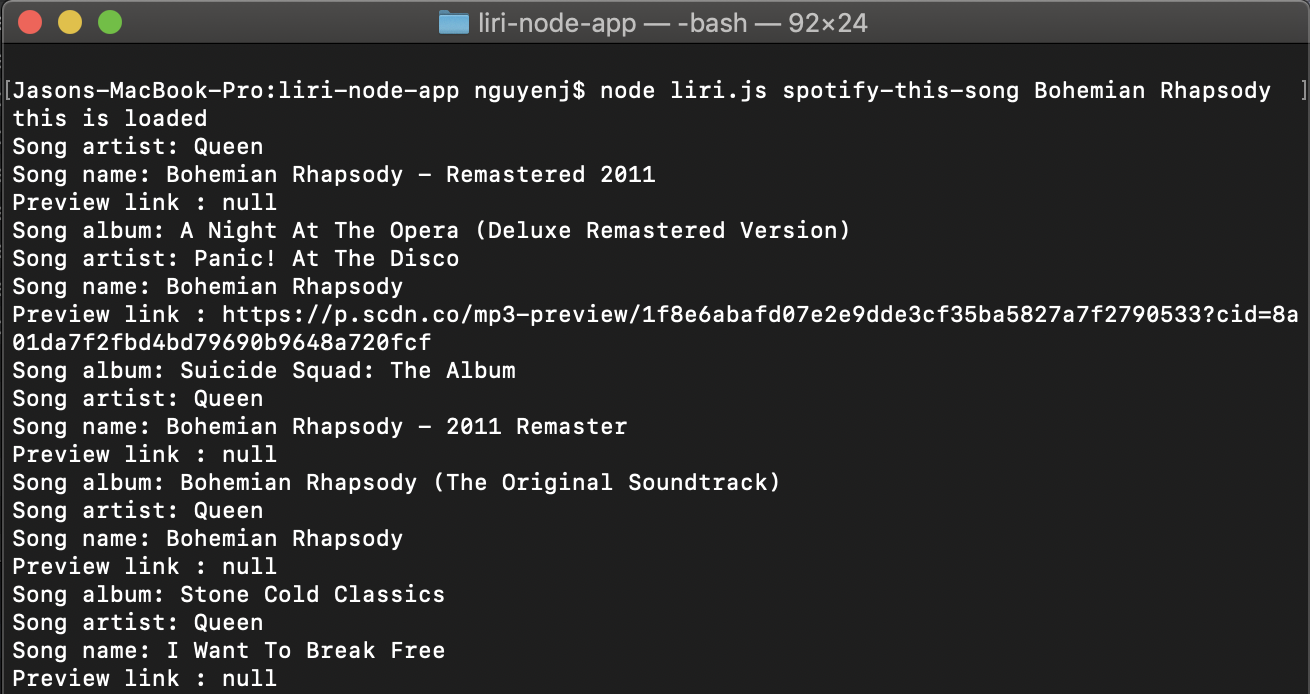 liri-node-app — -bash — 92×24
[Jasons-MacBook-Pro:liri-node-app nguyenj$ node liri.js spotify-this-song Bohemian Rhapsody ]
this is loaded
Song artist: Queen
Song name: Bohemian Rhapsody - Remastered 2011
Preview link : null
Song album: A Night At The Opera (Deluxe Remastered Version)
Song artist: Panic! At The Disco
Song name: Bohemian Rhapsody
Preview link : https://p.scdn.co/mp3-preview/1f8e6abafd07e2e9dde3cf35ba5827a7f2790533?cid=8a
01da7f2fbd4bd79690b9648a720fcf
Song album: Suicide Squad: The Album
Song artist: Queen
Song name: Bohemian Rhapsody - 2011 Remaster
Preview link : null
Song album: Bohemian Rhapsody (The Original Soundtrack)
Song artist: Queen
Song name: Bohemian Rhapsody
Preview link : null
Song album: Stone Cold Classics
Song artist: Queen
Song name: I Want To Break Free
Preview link : null